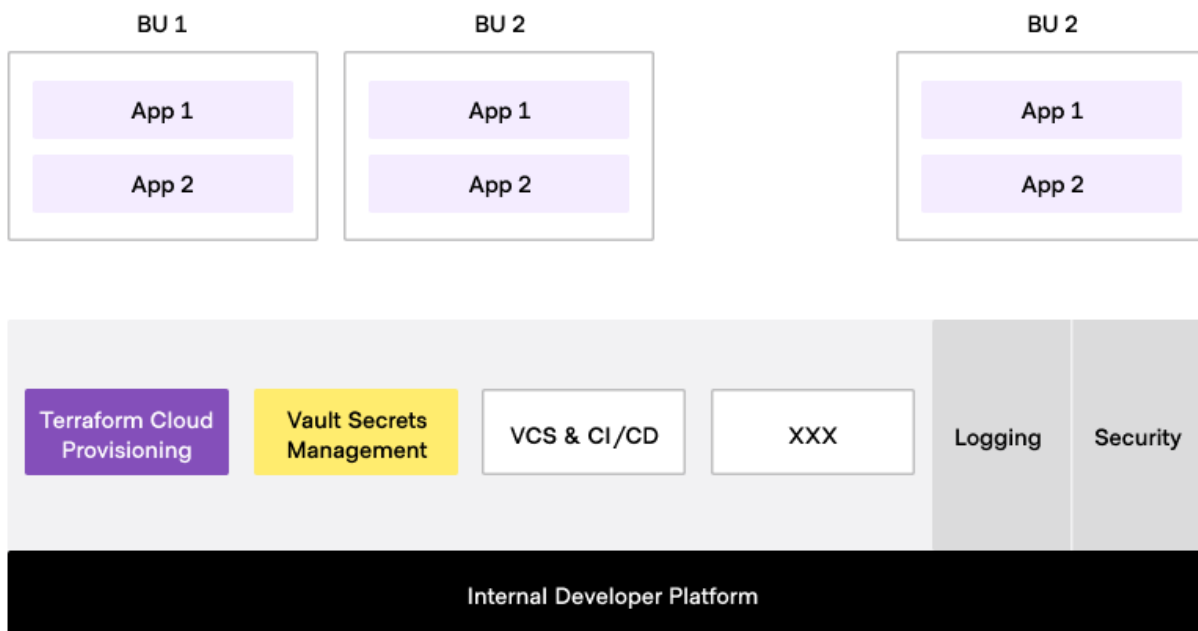 BU 1
BU 2
BU 2
App 1
App 1
App 1
App 2
App 2
App 2
Terraform Cloud
Provisioning
Vault Secrets
Management
VCS & CI/CD
XXX
Logging
Security
Internal Developer Platform